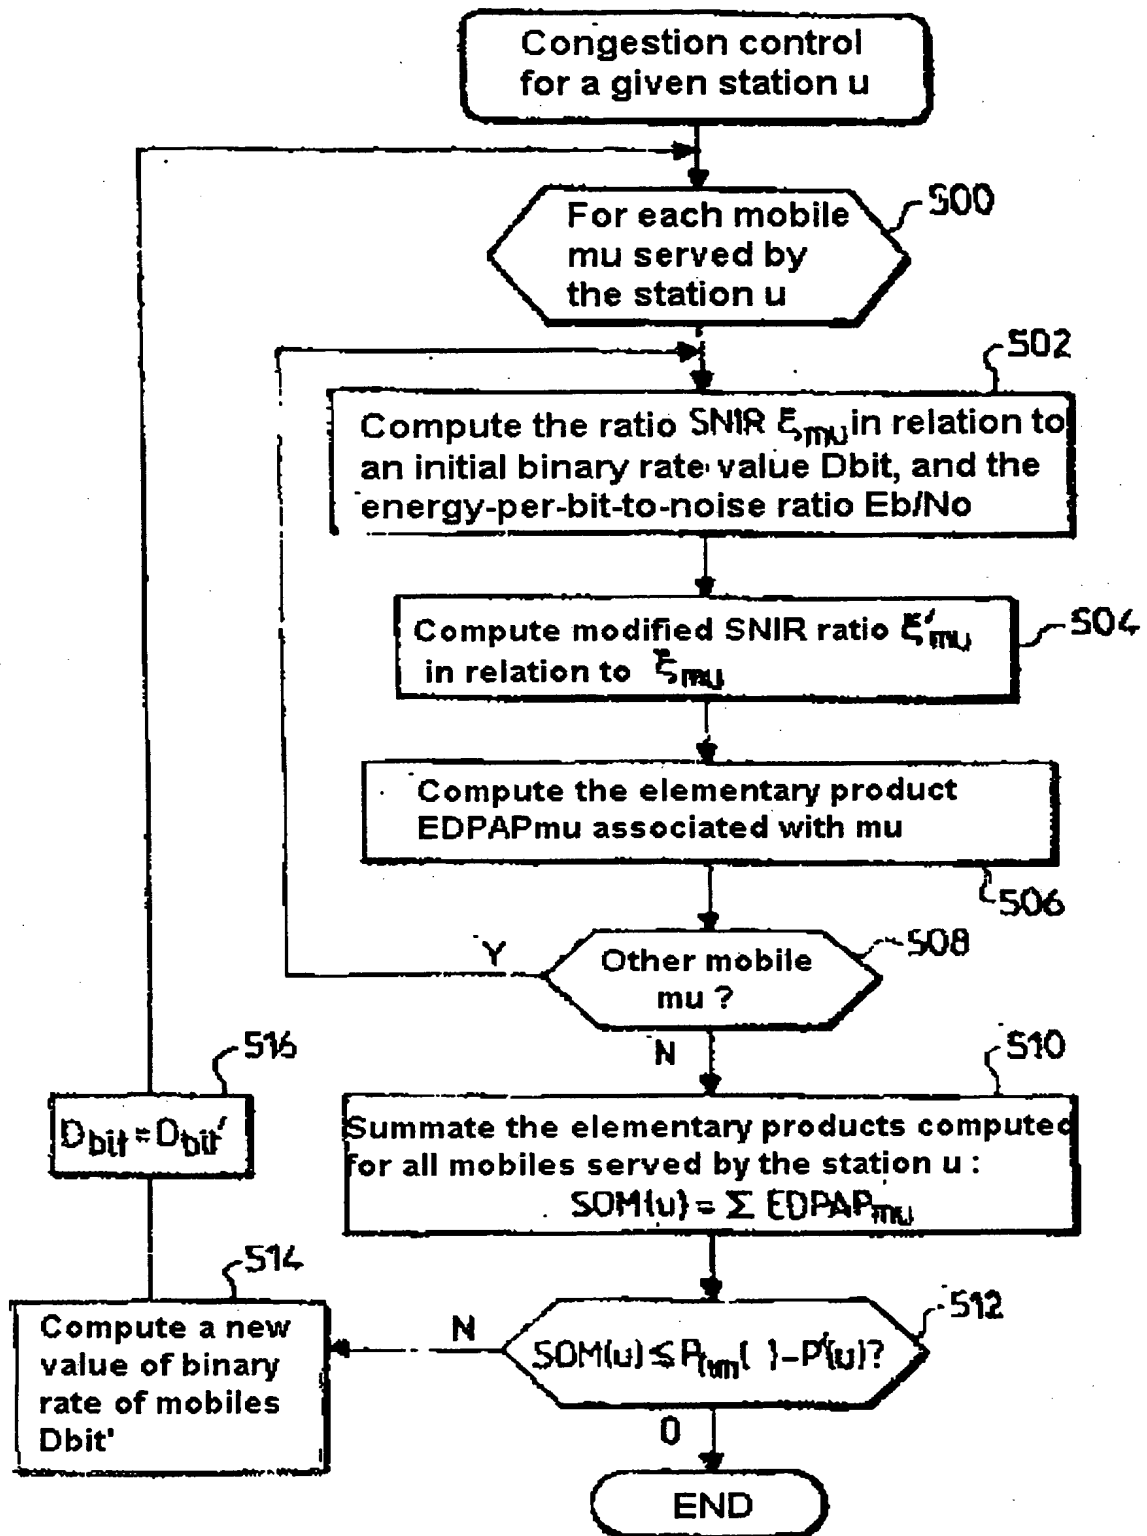 Congestion control
for a given station u
For each mobile
mu served by
the station u
500
502
Compute the ratio SNIR ξmu in relation to
an initial binary rate value Dbit, and the
energy-per-bit-to-noise ratio Eb/No
Compute modified SNIR ratio ξ'mu
in relation to ξmu
504
Compute the elementary product
EDPAPmu associated with mu
506
508
Y
Other mobile
mu ?
N
516
Dbit = Dbit'
510
Summate the elementary products computed
for all mobiles served by the station u :
SOM(u) = Σ EDPAPmu
514
Compute a new
value of binary
rate of mobiles
Dbit'
N
512
SOM(u) ≤ ( ) - P'(u)?
O
END